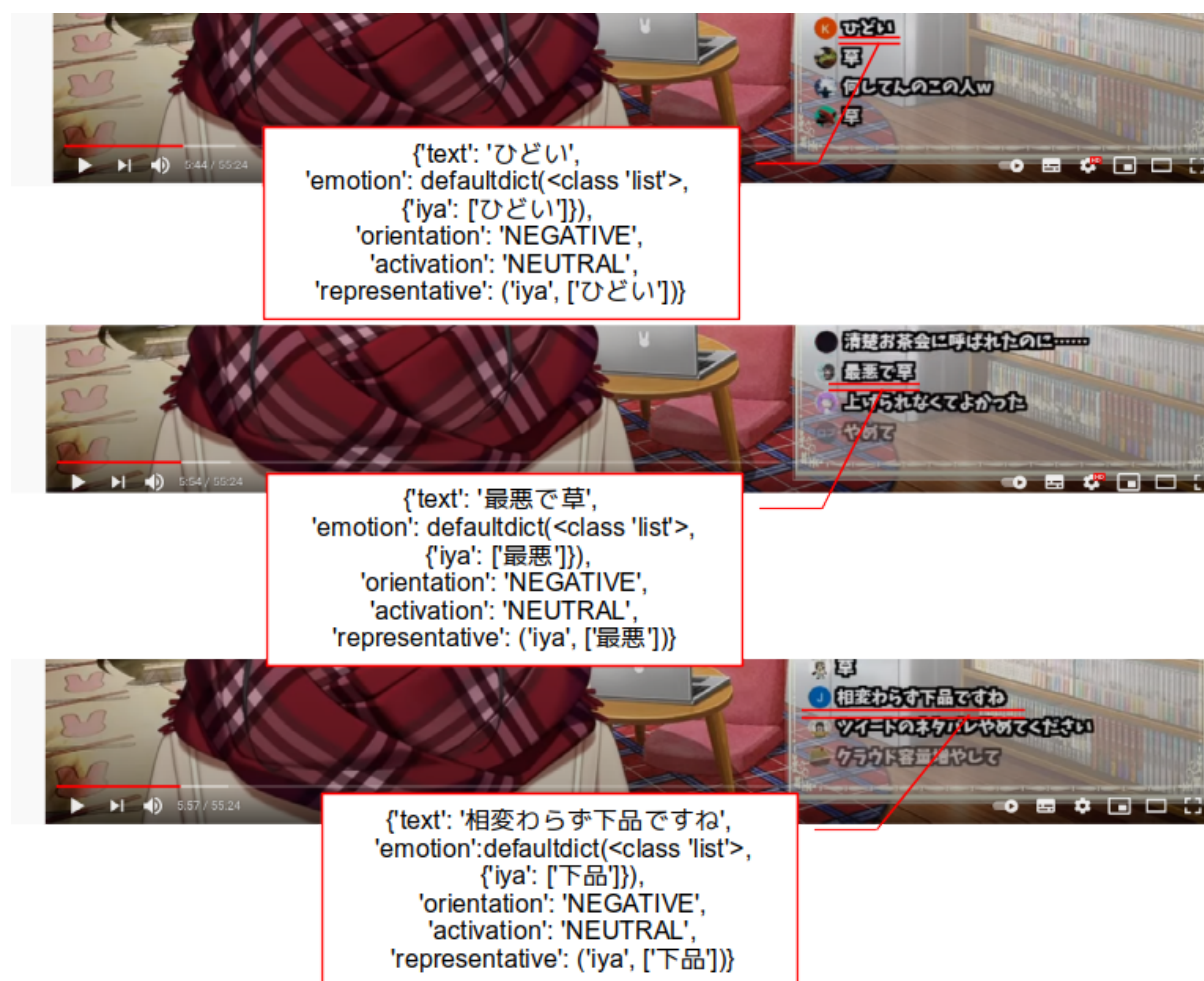 ひどい
草
何してんのこの人w
草
5:44 / 55:24
HD
{'text': 'ひどい',
'emotion': defaultdict(<class 'list'>,
{'iya': ['ひどい']}),
'orientation': 'NEGATIVE',
'activation': 'NEUTRAL',
'representative': ('iya', ['ひどい'])}
清楚お茶会に呼ばれたのに……
最悪で草
上げられなくてよかった
やめて
5:54 / 55:24
HD
{'text': '最悪で草',
'emotion': defaultdict(<class 'list'>,
{'iya': ['最悪']}),
'orientation': 'NEGATIVE',
'activation': 'NEUTRAL',
'representative': ('iya', ['最悪'])}
草
J 相変わらず下品ですね
ツイートのネタバレやめてください
クラウド容量増やして
5:57 / 55:24
{'text': '相変わらず下品ですね',
'emotion':defaultdict(<class 'list'>,
{'iya': ['下品']}),
'orientation': 'NEGATIVE',
'activation': 'NEUTRAL',
'representative': ('iya', ['下品'])}